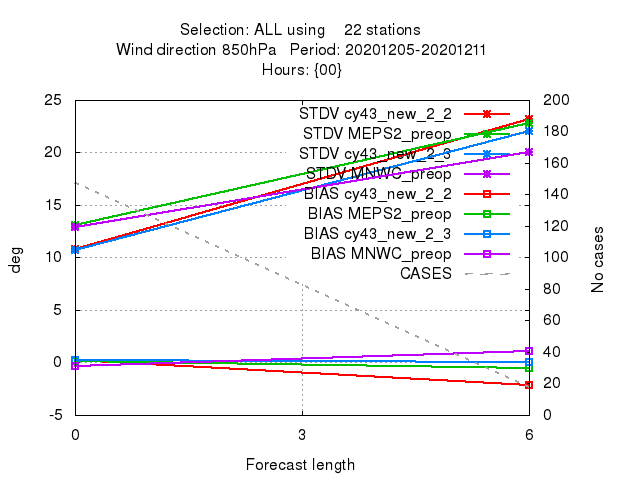 Selection: ALL using 22 stations
Wind direction 850hPa Period: 20201205-20201211
Hours: {00}
25
20
15
10
5
0
-5
200
180
160
140
120
100
80
60
40
20
0
STDV cy43_new_2_2
STDV MEPS2_preop
STDV cy43_new_2_3
STDV MNWC_preop
BIAS cy43_new_2_2
BIAS MEPS2_preop
BIAS cy43_new_2_3
BIAS MNWC_preop
CASES
deg
No cases
0 3 6
Forecast length